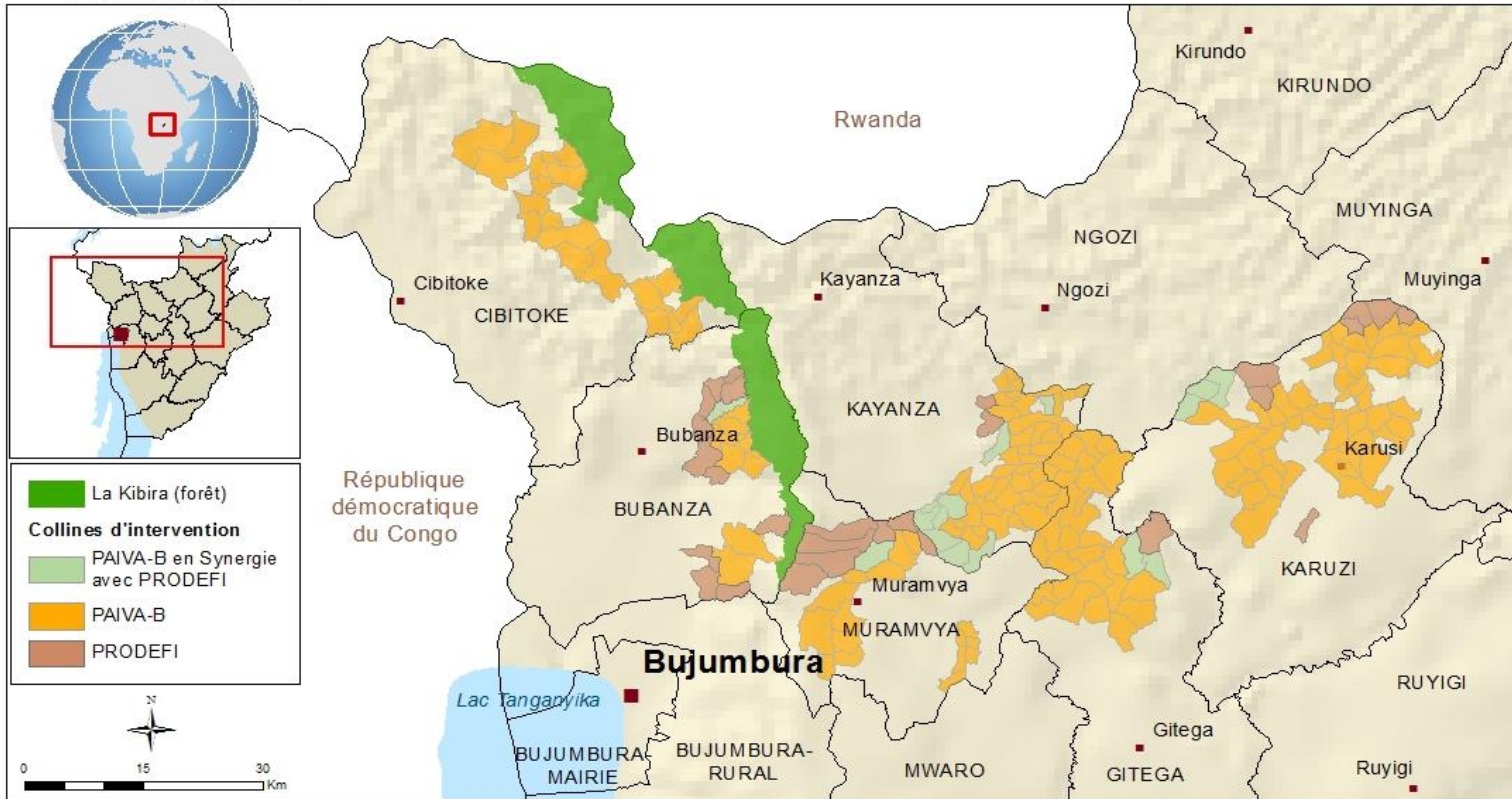 Kirundo
KIRUNDO
Rwanda
MUYINGA
NGOZI
Muyinga
Cibitoke
Kayanza
Ngozi
CIBITOKE
KAYANZA
Bubanza
Karusi
République
démocratique
du Congo
BUBANZA
KARUZI
Muramvya
MURAMVYA
Bujumbura
RUYIGI
Lac Tanganyika
Gitega
BUJUMBURA-
MAIRIE
BUJUMBURA-
RURAL
MWARO
GITEGA
Ruyigi
La Kibira (forêt)
Collines d'intervention
PAIVA-B en Synergie
avec PRODEFI
PAIVA-B
PRODEFI
N
0 15 30
Km